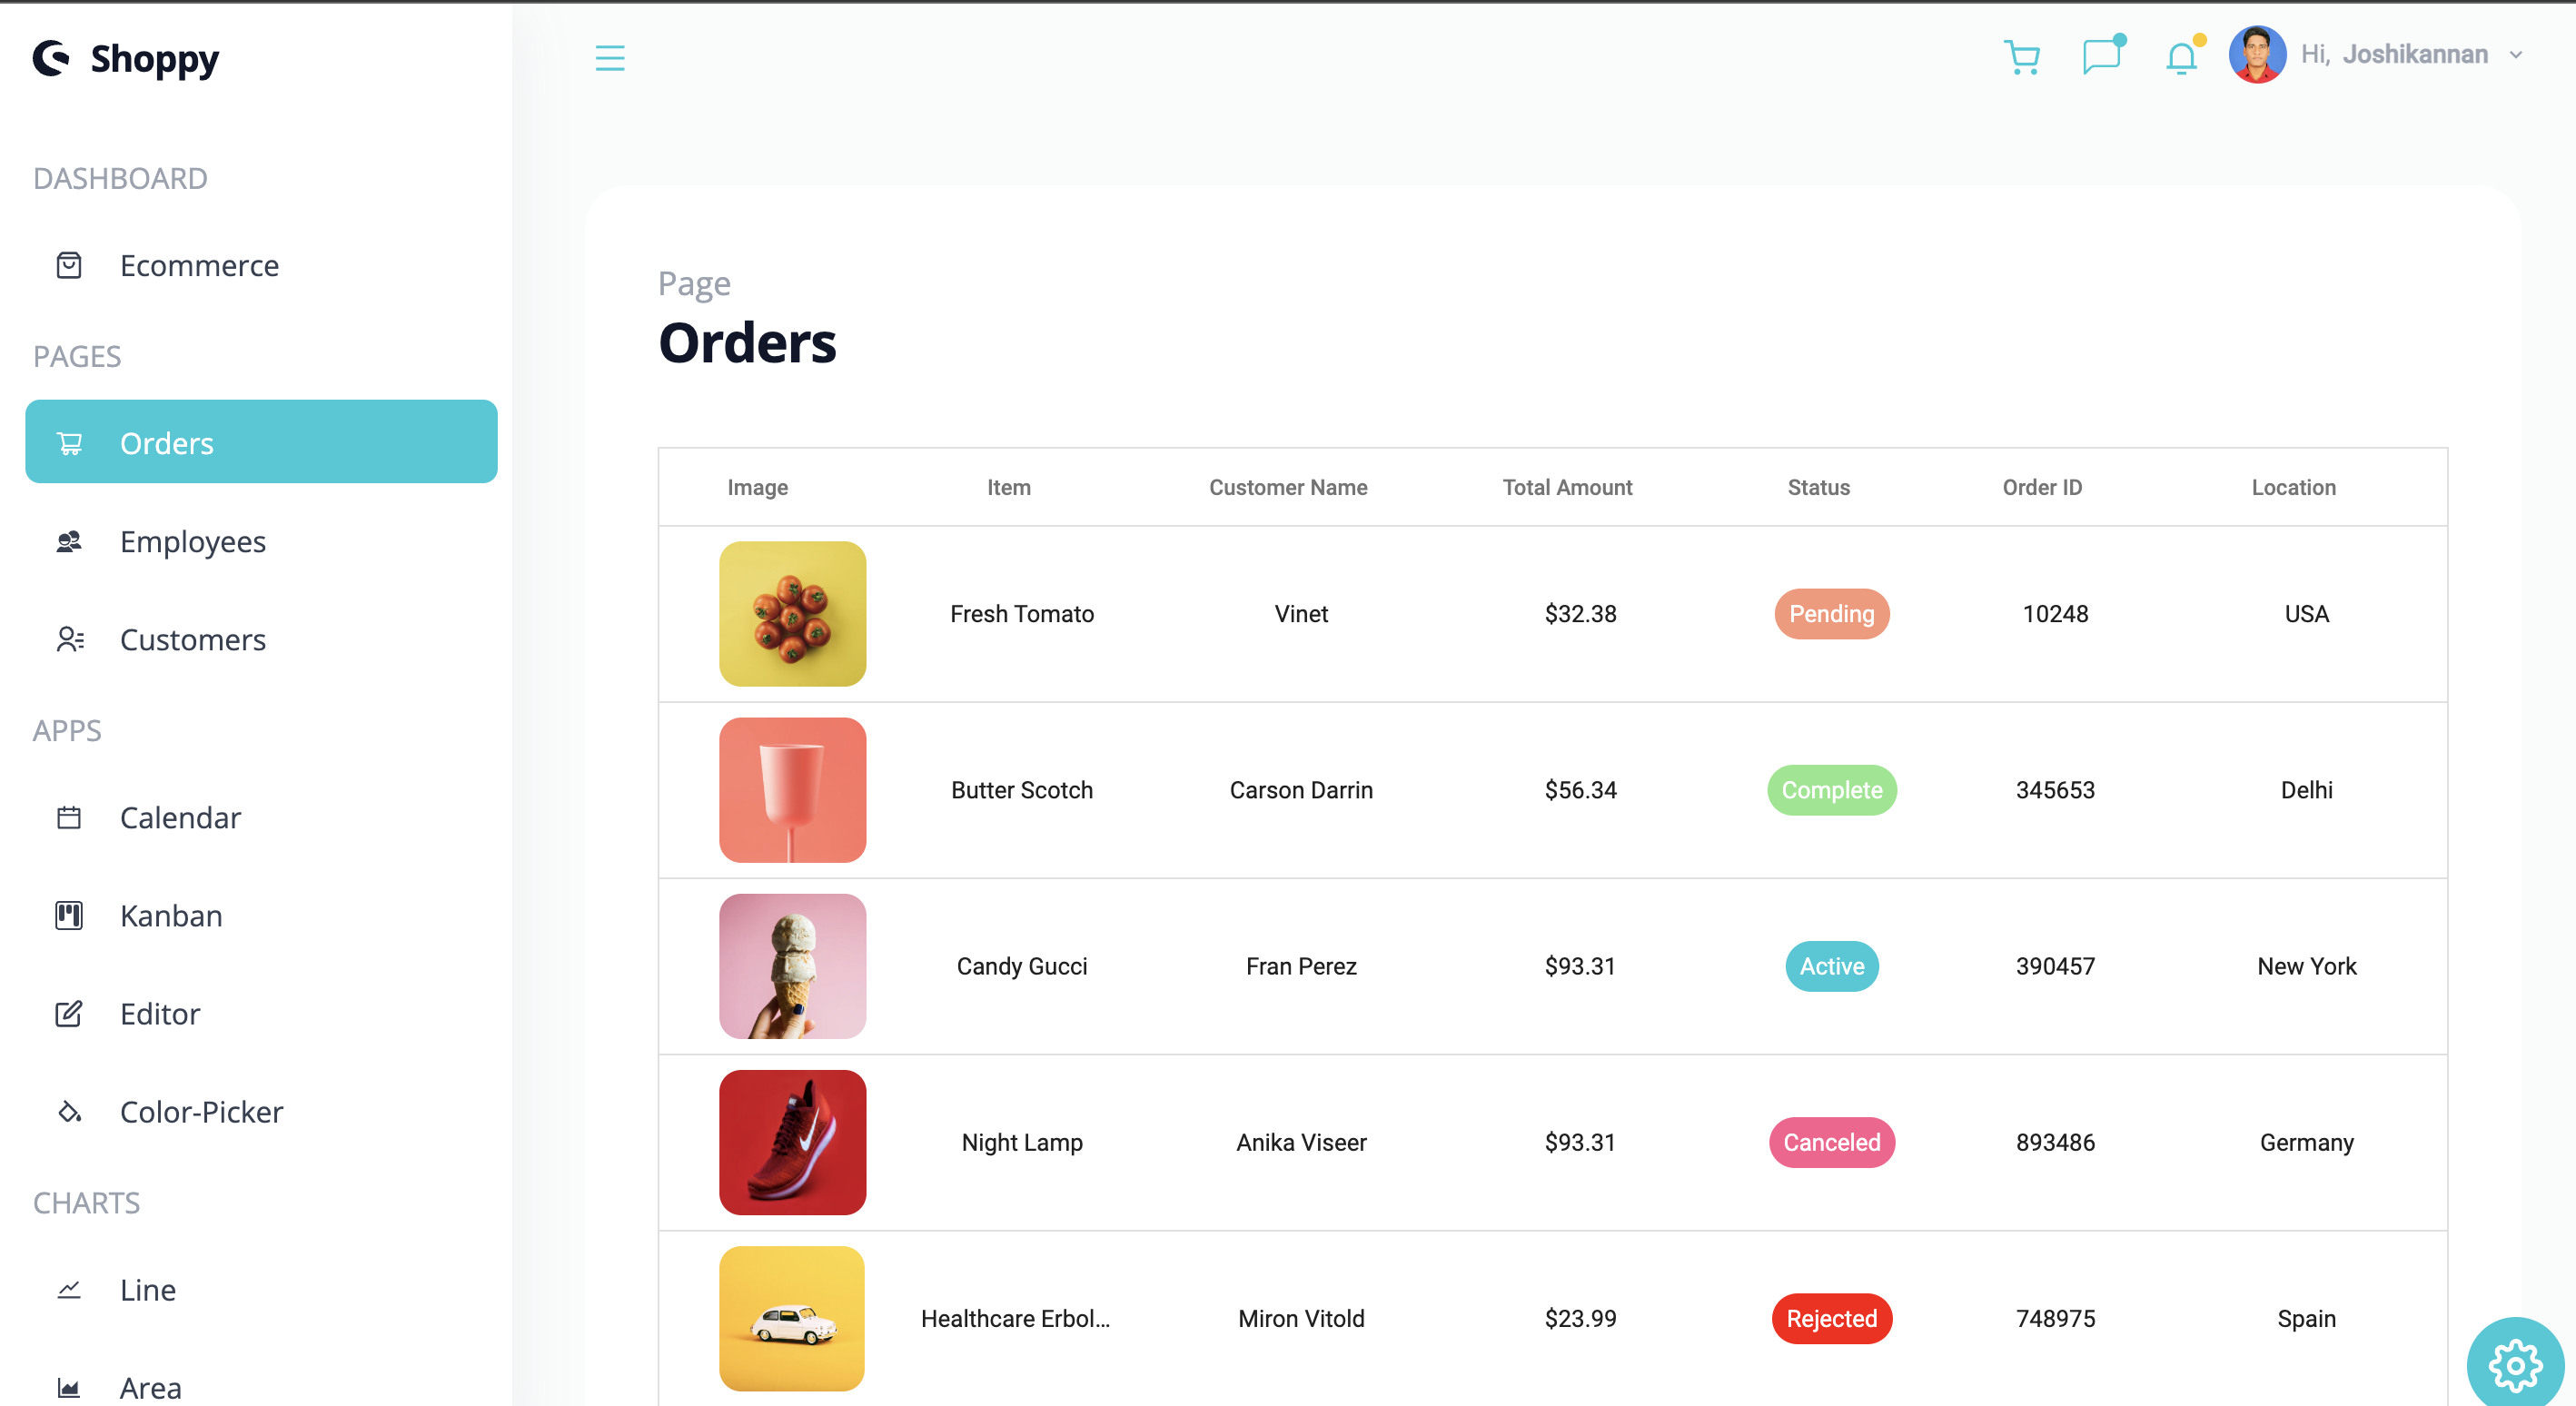 Shoppy
Hi, Joshikannan
DASHBOARD
Ecommerce
PAGES
Orders
Employees
Customers
APPS
Calendar
Kanban
Editor
Color-Picker
CHARTS
Line
Area
Page
Orders
Image Item Customer Name Total Amount Status Order ID Location
Fresh Tomato Vinet $32.38 Pending 10248 USA
Butter Scotch Carson Darrin $56.34 Complete 345653 Delhi
Candy Gucci Fran Perez $93.31 Active 390457 New York
Night Lamp Anika Viseer $93.31 Canceled 893486 Germany
Healthcare Erbol... Miron Vitold $23.99 Rejected 748975 Spain